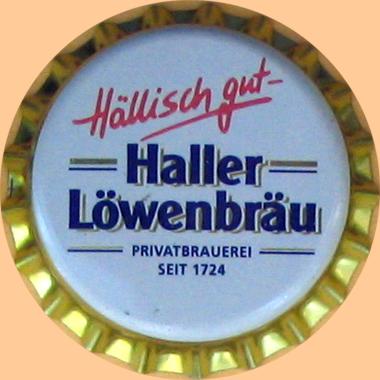 Hällisch gut-
Haller
Löwenbräu
PRIVATBRAUEREI
SEIT 1724